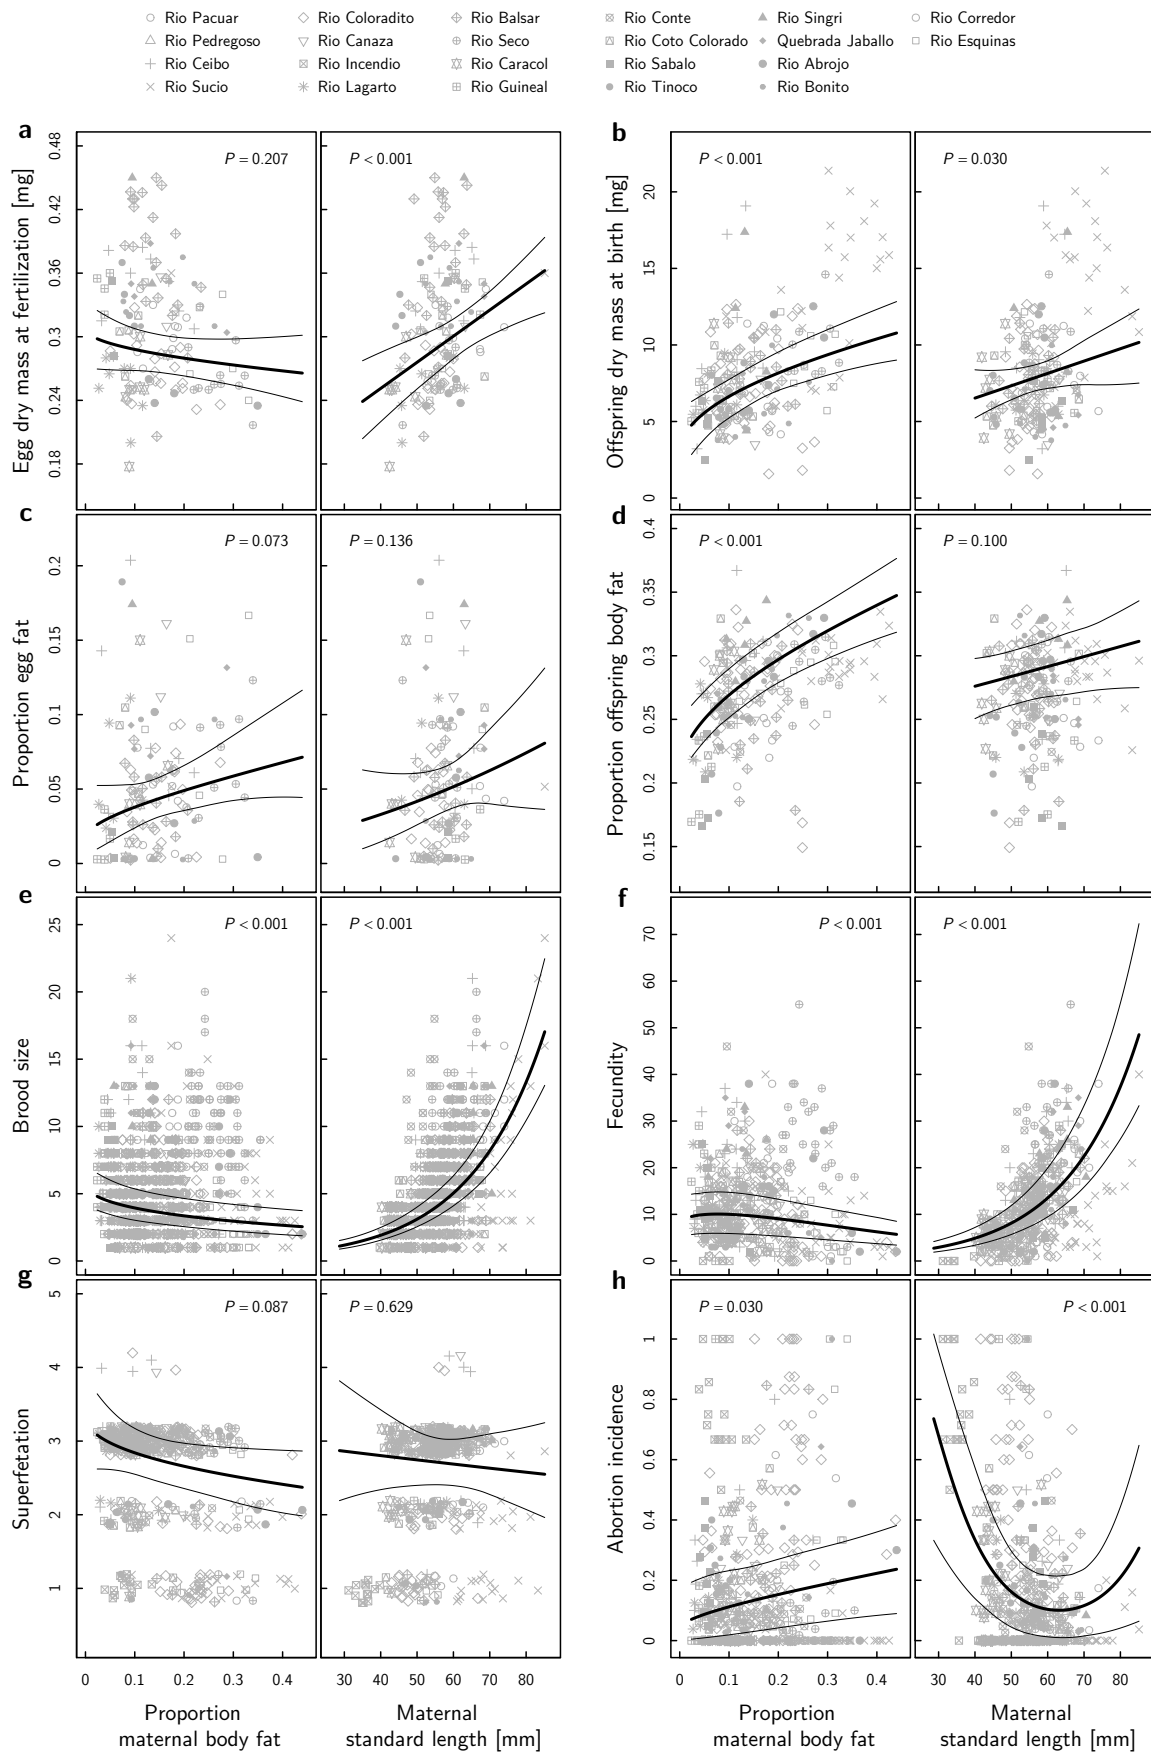 Rio Pacuar
Rio Pedregoso
Rio Ceibo
Rio Sucio
Rio Coloradito
Rio Canaza
Rio Incendio
Rio Lagarto
Rio Balsar
Rio Seco
Rio Caracol
Rio Guineal
Rio Conte
Rio Coto Colorado
Rio Sabalo
Rio Tinoco
Rio Singri
Quebrada Jaballo
Rio Abrojo
Rio Bonito
Rio Corredor
Rio Esquinas
a
Egg dry mass at fertilization [mg]
0.48
0.42
0.36
0.3
0.24
0.18
P = 0.207
P < 0.001
b
Offspring dry mass at birth [mg]
20
15
10
5
0
P < 0.001
P = 0.030
c
Proportion egg fat
0.2
0.15
0.1
0.05
0
P = 0.073
P = 0.136
d
Proportion offspring body fat
0.4
0.35
0.3
0.25
0.2
0.15
P < 0.001
P = 0.100
e
Brood size
25
20
15
10
5
0
P < 0.001
P < 0.001
f
Fecundity
70
60
50
40
30
20
10
0
P < 0.001
P < 0.001
g
Superfetation
5
4
3
2
1
P = 0.087
P = 0.629
h
Abortion incidence
1
0.8
0.6
0.4
0.2
0
P = 0.030
P < 0.001
0 0.1 0.2 0.3 0.4
30 40 50 60 70 80
0 0.1 0.2 0.3 0.4
30 40 50 60 70 80
Proportion
maternal body fat
Maternal
standard length [mm]
Proportion
maternal body fat
Maternal
standard length [mm]